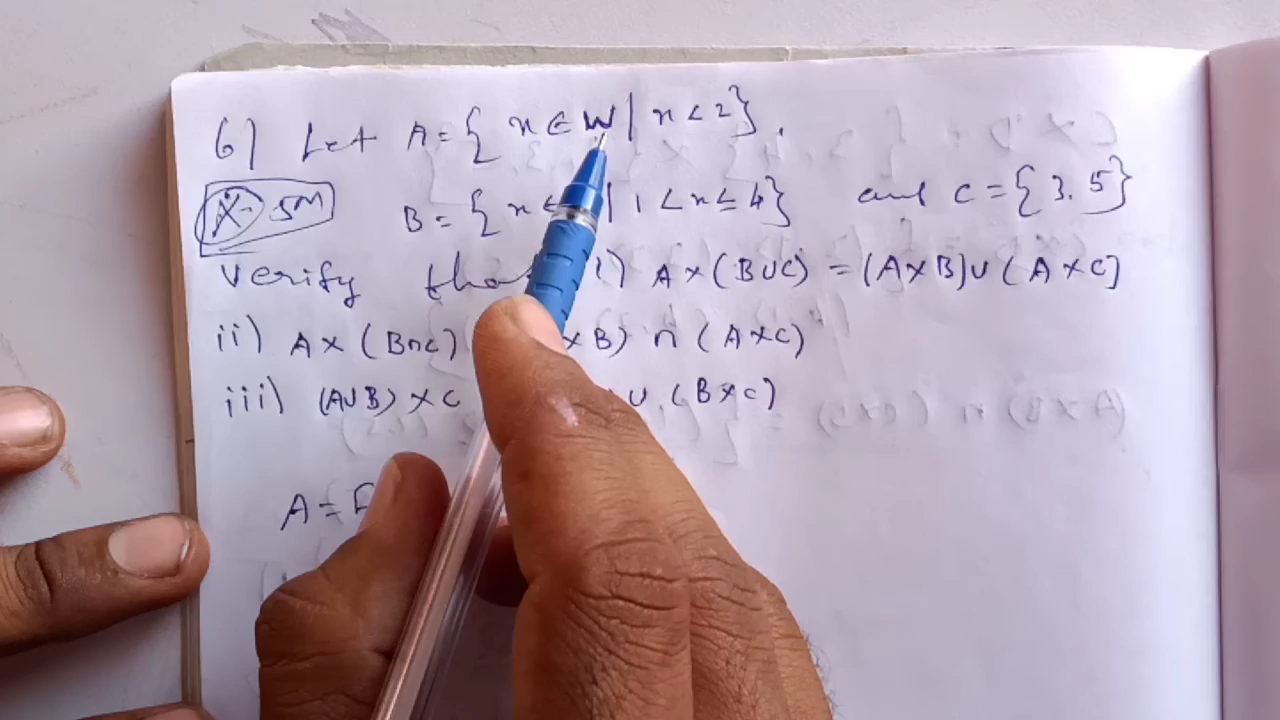 6) Let A = { x ∈ W | x < 2 },
X - 5M B = { x ∈ | 1 < x ≤ 4 } and C = { 3, 5 }
Verify i) A × (B ∪ C) = (A × B) ∪ (A × C)
ii) A × (B ∩ C) × B) ∩ (A × C)
iii) (A ∪ B) × C ∪ (B × C)
A =